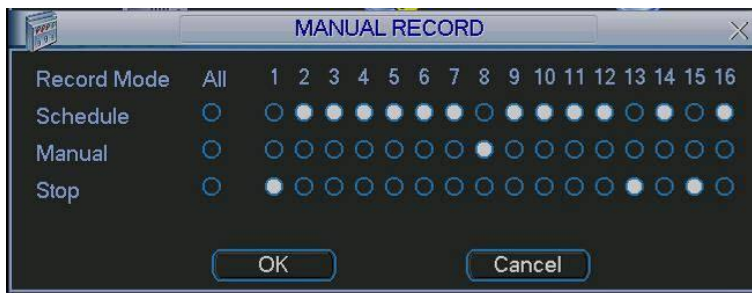 MANUAL RECORD
Record Mode All 1 2 3 4 5 6 7 8 9 10 11 12 13 14 15 16
Schedule
Manual
Stop
OK Cancel